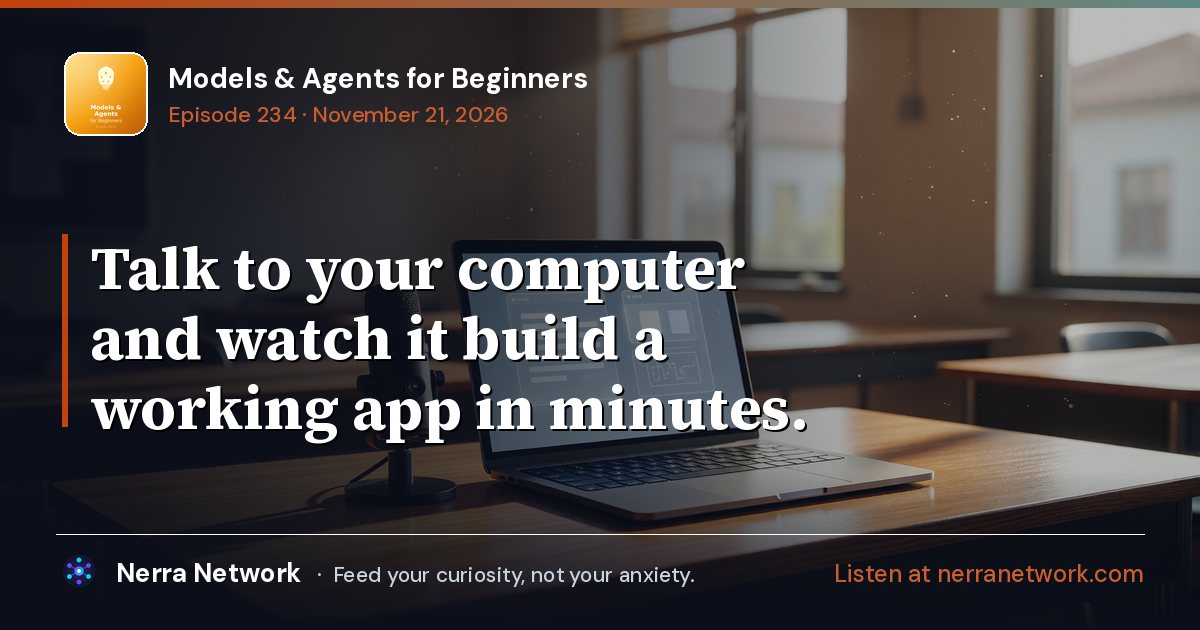 Models & Agents for Beginners
Episode 234 · November 21, 2026
Models &
Agents
for Beginners
Talk to your computer
and watch it build a
working app in minutes.
Nerra Network · Feed your curiosity, not your anxiety.
Listen at nerranetwork.com